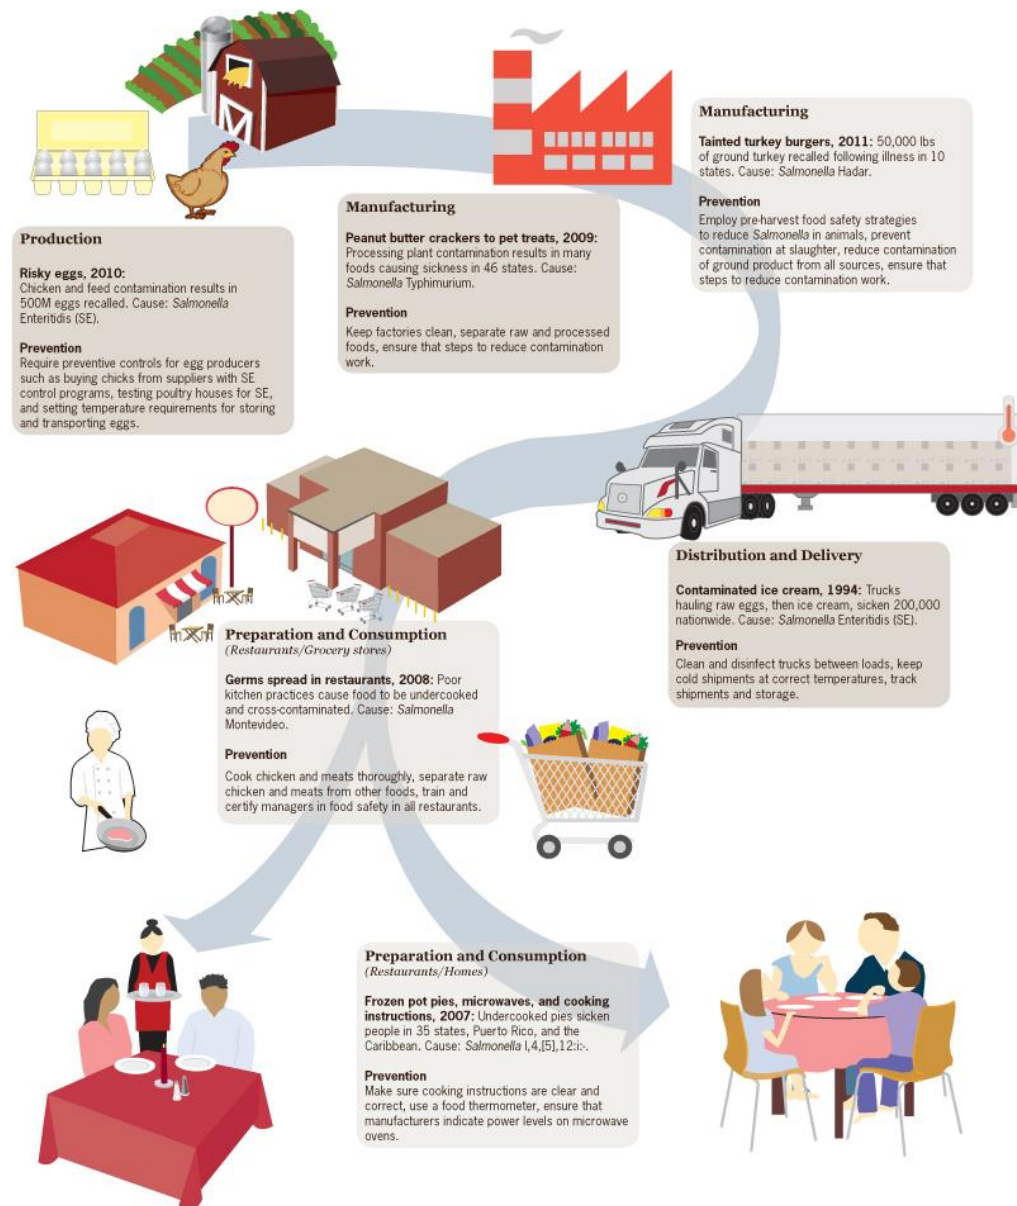 Production
Risky eggs, 2010:
Chicken and feed contamination results in
500M eggs recalled. Cause: Salmonella
Enteritidis (SE).
Prevention
Require preventive controls for egg producers
such as buying chicks from suppliers with SE
control programs, testing poultry houses for SE,
and setting temperature requirements for storing
and transporting eggs.
Manufacturing
Peanut butter crackers to pet treats, 2009:
Processing plant contamination results in many
foods causing sickness in 46 states. Cause:
Salmonella Typhimurium.
Prevention
Keep factories clean, separate raw and processed
foods, ensure that steps to reduce contamination
work.
Manufacturing
Tainted turkey burgers, 2011: 50,000 lbs
of ground turkey recalled following illness in 10
states. Cause: Salmonella Hadar.
Prevention
Employ pre-harvest food safety strategies
to reduce Salmonella in animals, prevent
contamination at slaughter, reduce contamination
of ground product from all sources, ensure that
steps to reduce contamination work.
Distribution and Delivery
Contaminated ice cream, 1994: Trucks
hauling raw eggs, then ice cream, sicken 200,000
nationwide. Cause: Salmonella Enteritidis (SE).
Prevention
Clean and disinfect trucks between loads, keep
cold shipments at correct temperatures, track
shipments and storage.
Preparation and Consumption
(Restaurants/Grocery stores)
Germs spread in restaurants, 2008: Poor
kitchen practices cause food to be undercooked
and cross-contaminated. Cause: Salmonella
Montevideo.
Prevention
Cook chicken and meats thoroughly, separate raw
chicken and meats from other foods, train and
certify managers in food safety in all restaurants.
Preparation and Consumption
(Restaurants/Homes)
Frozen pot pies, microwaves, and cooking
instructions, 2007: Undercooked pies sicken
people in 35 states, Puerto Rico, and the
Caribbean. Cause: Salmonella I,4,[5],12:i:-.
Prevention
Make sure cooking instructions are clear and
correct, use a food thermometer, ensure that
manufacturers indicate power levels on microwave
ovens.